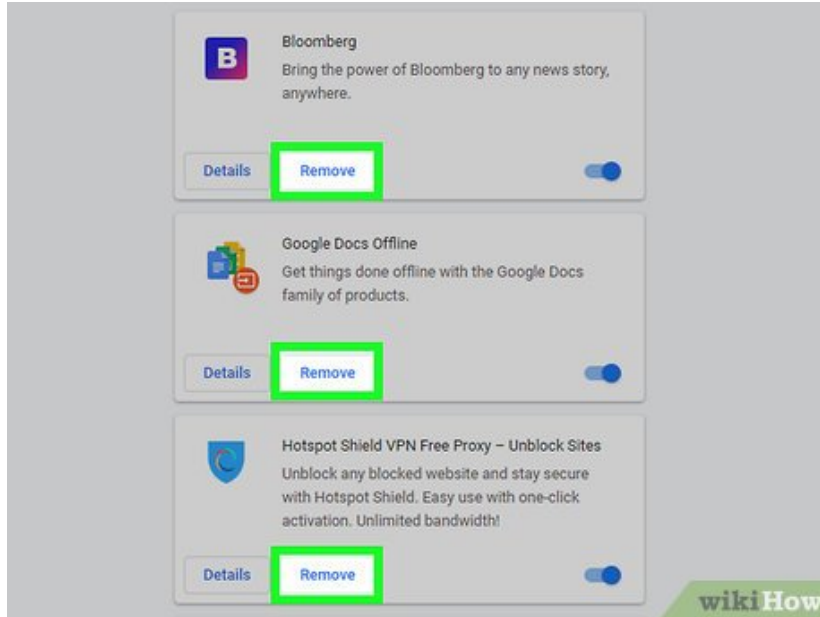 B
Bloomberg
Bring the power of Bloomberg to any news story,
anywhere.
Details Remove
Google Docs Offline
Get things done offline with the Google Docs
family of products.
Details Remove
Hotspot Shield VPN Free Proxy – Unblock Sites
Unblock any blocked website and stay secure
with Hotspot Shield. Easy use with one-click
activation. Unlimited bandwidth!
Details Remove
wikiHow